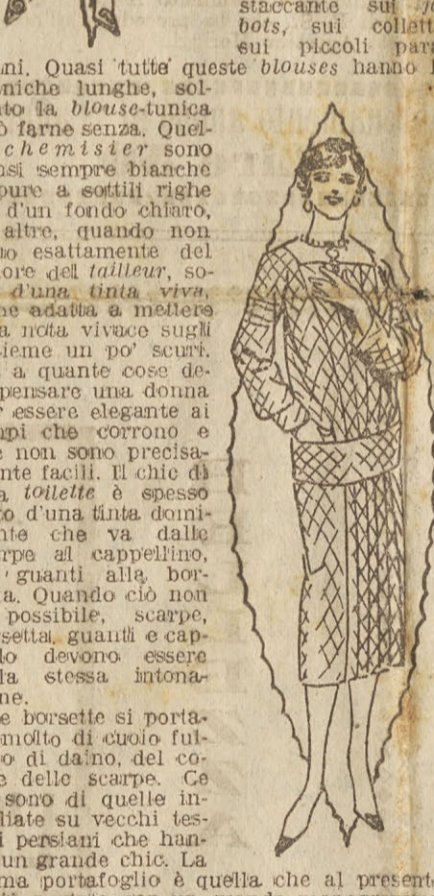 staccante sui
bots, sui collett
sui piccoli par
ni. Quasi tutte queste blouses hanno
niche lunghe, sol-
to la blouse-tunica
ò farne senza. Quel-
chemisier sono
si sempre bianche
pure a sottili righe
d'un fondo chiaro,
altre, quando non
no esattamente del
ore del tailleur, so-
d'una tinta viva,
ne adatta a mettere
a nota vivace sugli
ieme un po' scuri.
a quante cose de-
pensare una donna
r essere elegante ai
mpi che corrono e
e non sono precisa-
nte facili. Il chic di
a toilette è spesso
o d'una tinta domi-
nte che va dalle
rpe al cappellino,
guanti alla bor-
a. Quando ciò non
possibile, scarpe,
rsetta, guanti e cap-
lo devono essere
la stessa intona-
ne.
e borsette si porta-
molto di cuoio ful-
o di daino, del co-
e delle scarpe. Ce
sono di quelle in-
liate su vecchi tes-
i persiani che han-
un grande chic. La
ma portafoglio è quella che al present